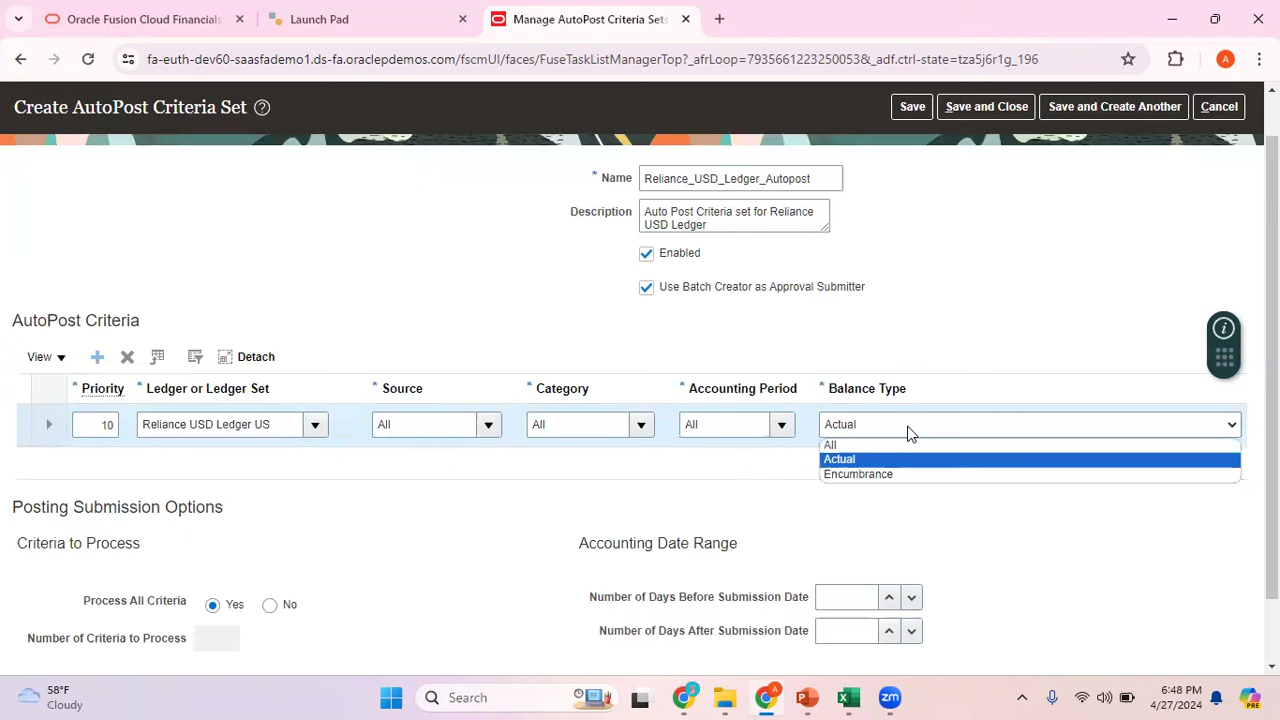 Oracle Fusion Cloud Financials
Launch Pad
Manage AutoPost Criteria Sets
fa-euth-dev60-saasfademo1.ds-fa.oraclepdemos.com/fscmUI/faces/FuseTaskListManagerTop?_afrLoop=7935661223250053&_adf.ctrl-state=tza5j6r1g_196
A
Create AutoPost Criteria Set ?
Save
Save and Close
Save and Create Another
Cancel
* Name Reliance_USD_Ledger_Autopost
Description Auto Post Criteria set for Reliance
USD Ledger
Enabled
Use Batch Creator as Approval Submitter
AutoPost Criteria
View
Detach
* Priority * Ledger or Ledger Set * Source * Category * Accounting Period * Balance Type
10 Reliance USD Ledger US All All All Actual
All
Actual
Encumbrance
Posting Submission Options
Criteria to Process
Accounting Date Range
Process All Criteria Yes No
Number of Days Before Submission Date
Number of Criteria to Process
Number of Days After Submission Date
58°F
Cloudy
Search
zm
6:48 PM
4/27/2024
PRE